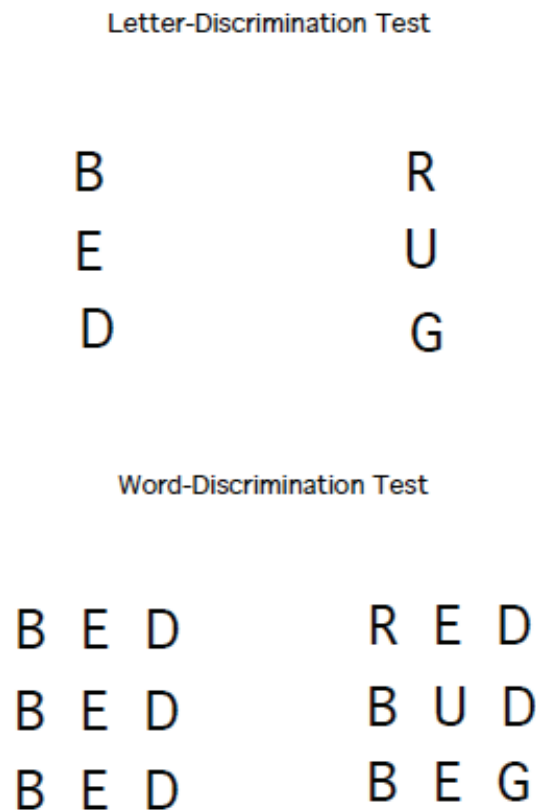 Letter-Discrimination Test
B R
E U
D G
Word-Discrimination Test
B E D R E D
B E D B U D
B E D B E G